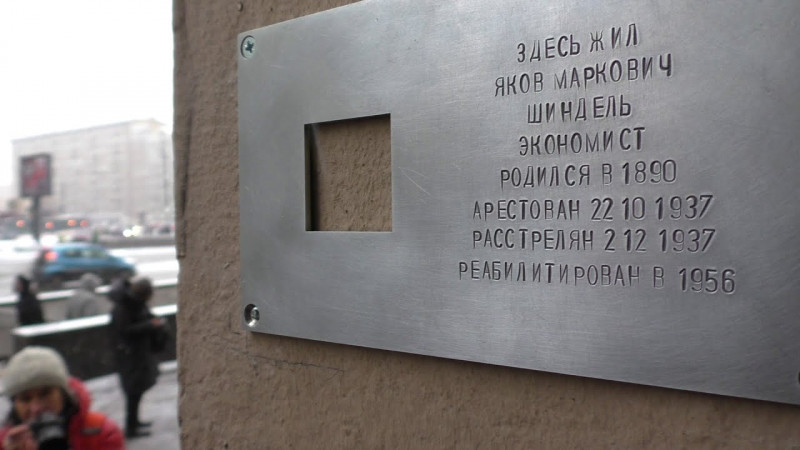 ЗДЕСЬ ЖИЛ
ЯКОВ МАРКОВИЧ
ШИНДЕЛЬ
ЭКОНОМИСТ
РОДИЛСЯ В 1890
АРЕСТОВАН 22 10 1937
РАССТРЕЛЯН 2 12 1937
РЕАБИЛИТИРОВАН В 1956